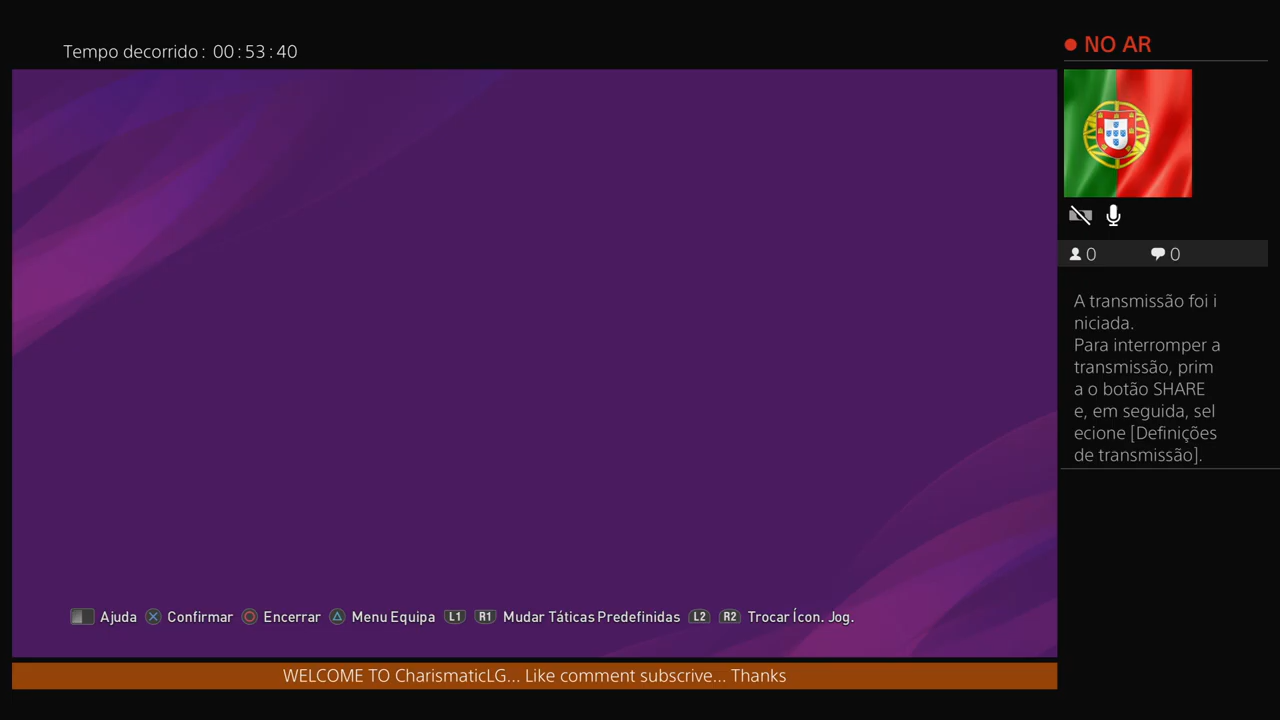 Tempo decorrido : 00:53:40
NO AR
0 0
A transmissão foi i
niciada.
Para interromper a
transmissão, prim
a o botão SHARE
e, em seguida, sel
ecione [Definições
de transmissão].
Ajuda Confirmar Encerrar Menu Equipa L1 R1 Mudar Táticas Predefinidas L2 R2 Trocar Ícon. Jog.
WELCOME TO CharismaticLG... Like comment subscrive... Thanks